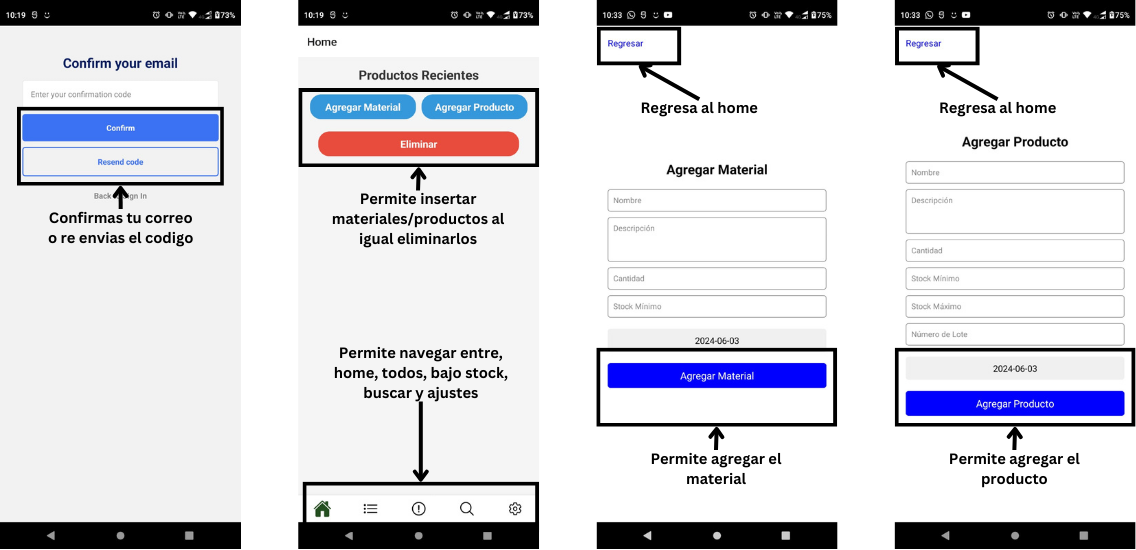 10:19
73%
Confirm your email
Enter your confirmation code
Confirm
Resend code
Back
Sign In
Confirmas tu correo
o re envias el codigo
10:19
73%
Home
Productos Recientes
Agregar Material
Agregar Producto
Eliminar
Permite insertar
materiales/productos al
igual eliminarlos
Permite navegar entre,
home, todos, bajo stock,
buscar y ajustes
10:33
75%
Regresar
Regresa al home
Agregar Material
Nombre
Descripción
Cantidad
Stock Mínimo
2024-06-03
Agregar Material
Permite agregar el
material
10:33
75%
Regresar
Regresa al home
Agregar Producto
Nombre
Descripción
Cantidad
Stock Mínimo
Stock Máximo
Número de Lote
2024-06-03
Agregar Producto
Permite agregar el
producto